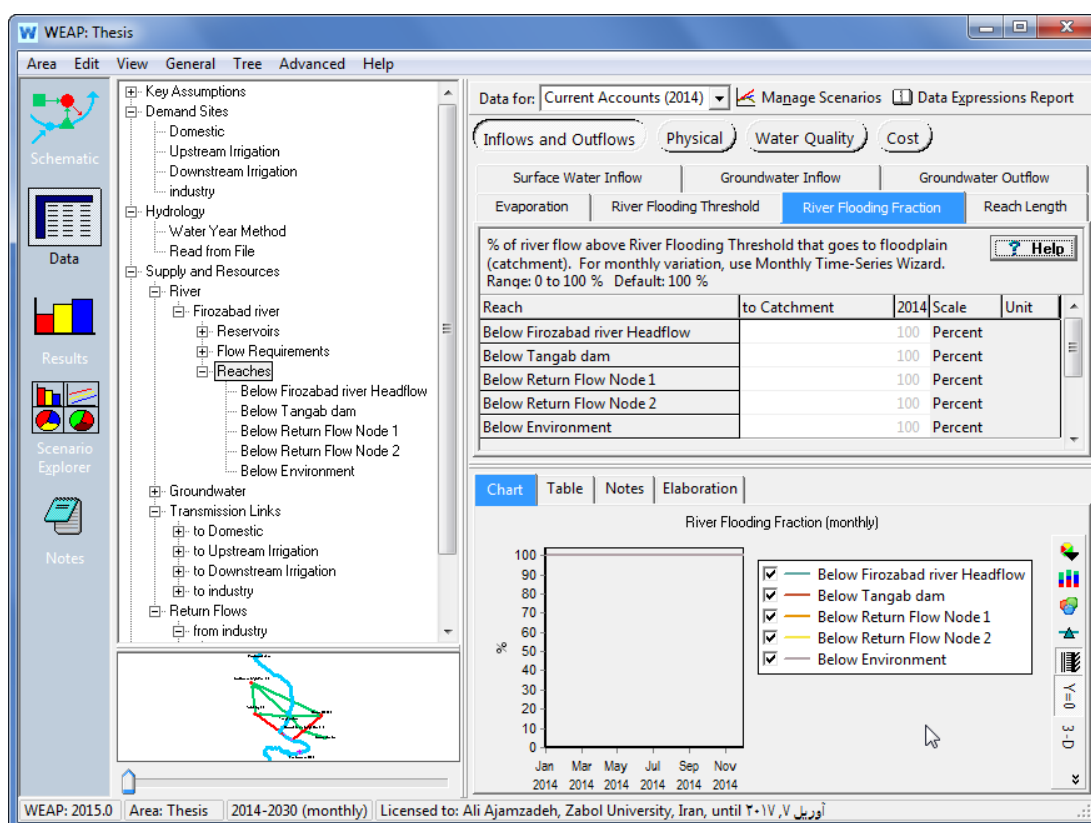 WEAP: Thesis
Area Edit View General Tree Advanced Help
Schematic
Data
Results
Scenario
Explorer
Notes
Key Assumptions
Demand Sites
Domestic
Upstream Irrigation
Downstream Irrigation
industry
Hydrology
Water Year Method
Read from File
Supply and Resources
River
Firozabad river
Reservoirs
Flow Requirements
Reaches
Below Firozabad river Headflow
Below Tangab dam
Below Return Flow Node 1
Below Return Flow Node 2
Below Environment
Groundwater
Transmission Links
to Domestic
to Upstream Irrigation
to Downstream Irrigation
to industry
Return Flows
from industry
Data for: Current Accounts (2014) Manage Scenarios Data Expressions Report
Inflows and Outflows Physical Water Quality Cost
Surface Water Inflow Groundwater Inflow Groundwater Outflow
Evaporation River Flooding Threshold River Flooding Fraction Reach Length
% of river flow above River Flooding Threshold that goes to floodplain
(catchment). For monthly variation, use Monthly Time-Series Wizard.
Range: 0 to 100 % Default: 100 %
? Help
Reach to Catchment 2014 Scale Unit
Below Firozabad river Headflow 100 Percent
Below Tangab dam 100 Percent
Below Return Flow Node 1 100 Percent
Below Return Flow Node 2 100 Percent
Below Environment 100 Percent
Chart Table Notes Elaboration
River Flooding Fraction (monthly)
%
100
90
80
70
60
50
40
30
20
10
0
Jan Mar May Jul Sep Nov
2014 2014 2014 2014 2014 2014
Below Firozabad river Headflow
Below Tangab dam
Below Return Flow Node 1
Below Return Flow Node 2
Below Environment
Y=0
3-D
WEAP: 2015.0 Area: Thesis 2014-2030 (monthly) Licensed to: Ali Ajamzadeh, Zabol University, Iran, until آوریل ۷, ۲۰۱۷